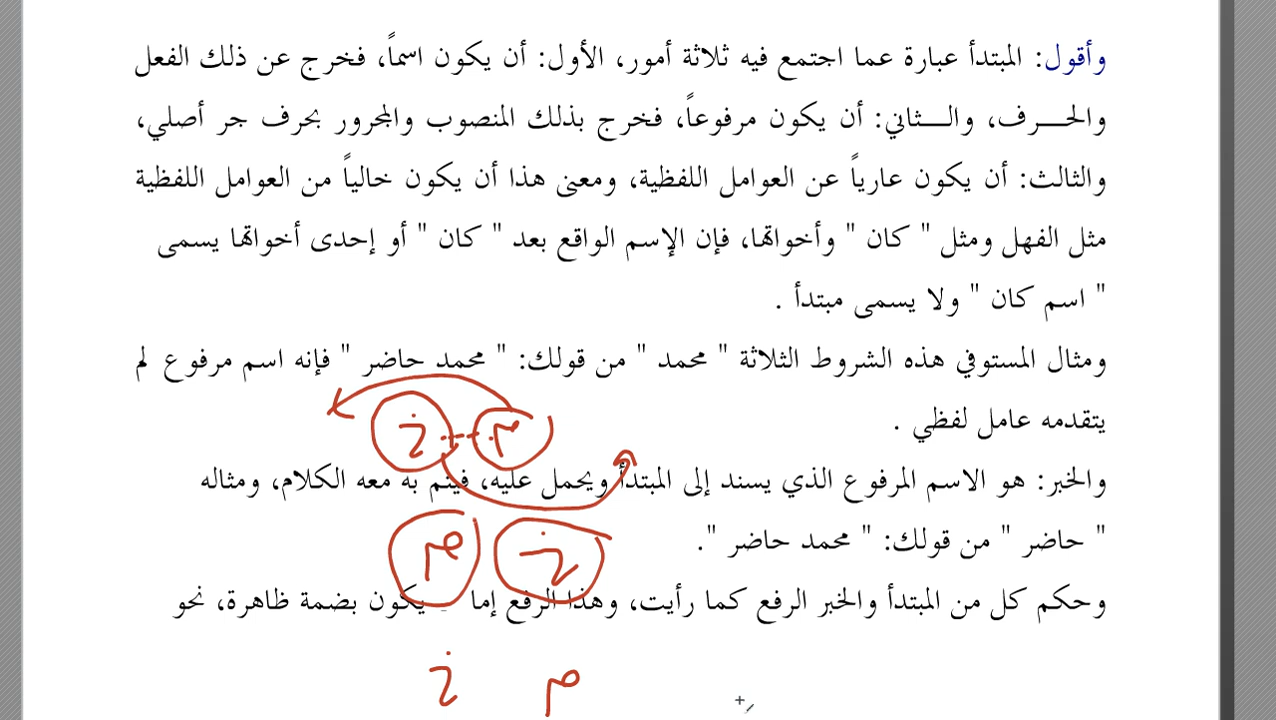 وأقول: المبتدأ عبارة عما اجتمع فيه ثلاثة أمور، الأول: أن يكون اسماً، فخرج عن ذلك الفعل
والحـــرف، والـــثاني: أن يكون مرفوعاً، فخرج بذلك المنصوب والمجرور بحرف جر أصلي،
والثالث: أن يكون عارياً عن العوامل اللفظية، ومعنى هذا أن يكون خالياً من العوامل اللفظية
مثل الفهل ومثل " كان " وأخواتها، فإن الإسم الواقع بعد " كان " أو إحدى أخواتها يسمى
" اسم كان " ولا يسمى مبتدأ .
ومثال المستوفي هذه الشروط الثلاثة " محمد " من قولك: " محمد حاضر " فإنه اسم مرفوع لم
يتقدمه عامل لفظي .
م خ
والخبر: هو الاسم المرفوع الذي يسند إلى المبتدأ ويحمل عليه، فيتم به معه الكلام، ومثاله
" حاضر " من قولك: " محمد حاضر ".
خ م
وحكم كل من المبتدأ والخبر الرفع كما رأيت، وهذا الرفع إما يكون بضمة ظاهرة، نحو
م خ